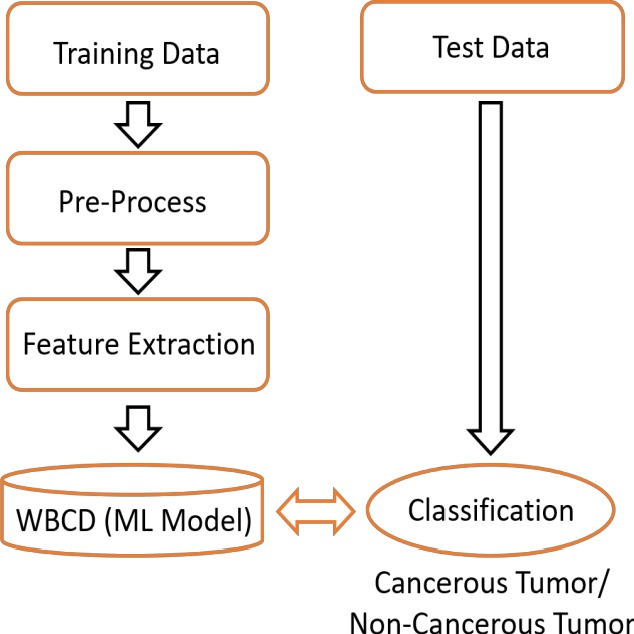 Training Data
Test Data
Pre-Process
Feature Extraction
WBCD (ML Model)
Classification
Cancerous Tumor/
Non-Cancerous Tumor